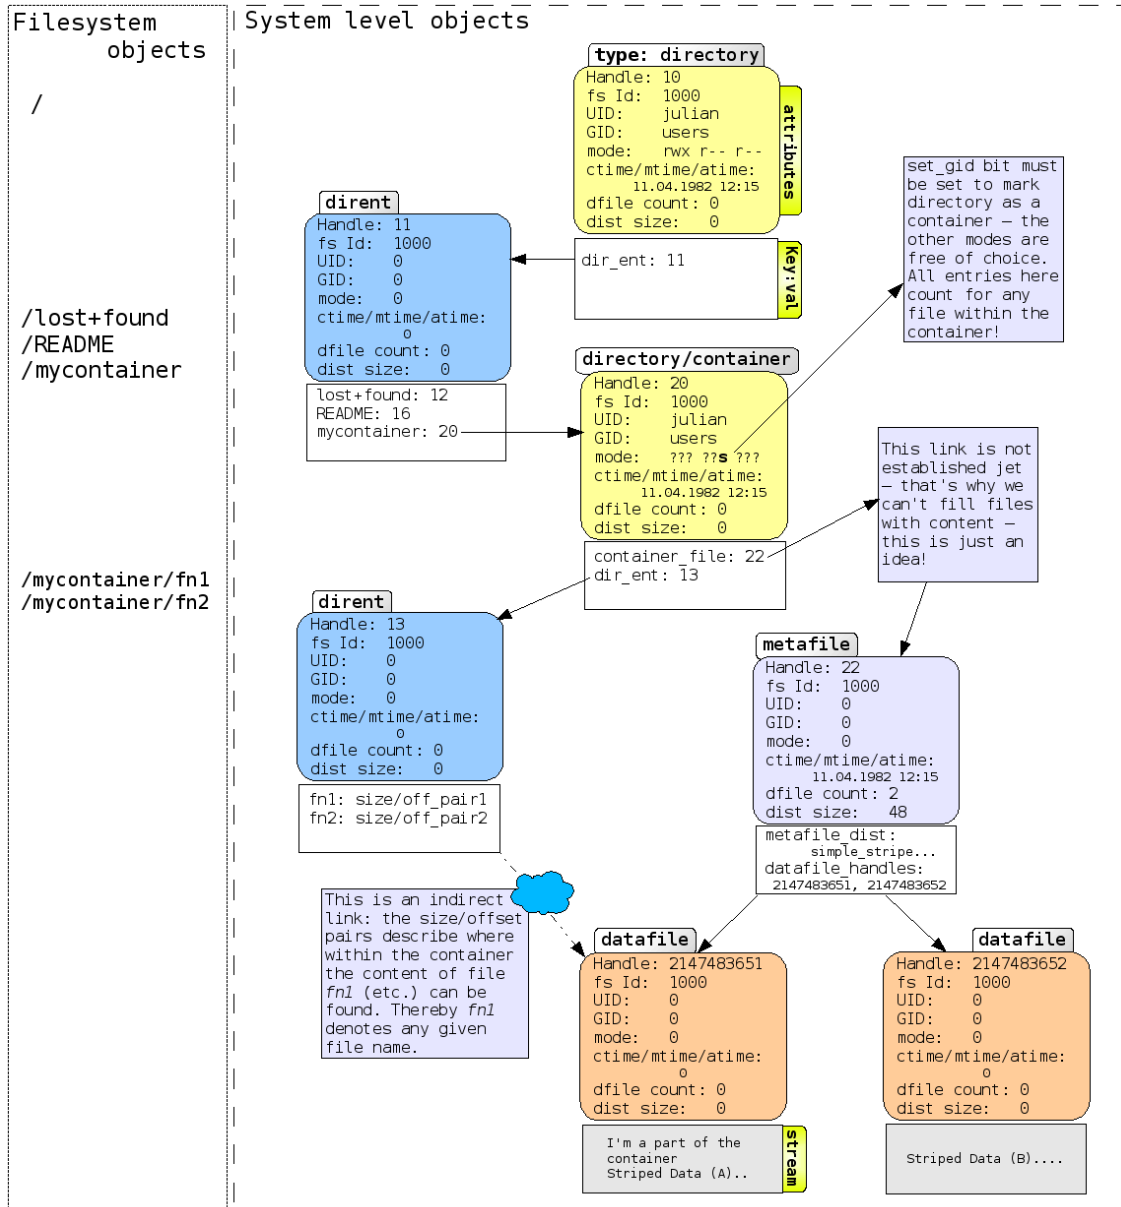 Filesystem
objects
/
/lost+found
/README
/mycontainer
/mycontainer/fn1
/mycontainer/fn2
System level objects
type: directory
Handle: 10
fs Id: 1000
UID: julian
GID: users
mode: rwx r-- r--
ctime/mtime/atime:
11.04.1982 12:15
dfile count: 0
dist size: 0
attributes
dir_ent: 11
Key:val
dirent
Handle: 11
fs Id: 1000
UID: 0
GID: 0
mode: 0
ctime/mtime/atime:
0
dfile count: 0
dist size: 0
lost+found: 12
README: 16
mycontainer: 20
set_gid bit must
be set to mark
directory as a
container – the
other modes are
free of choice.
All entries here
count for any
file within the
container!
directory/container
Handle: 20
fs Id: 1000
UID: julian
GID: users
mode: ??? ??s ???
ctime/mtime/atime:
11.04.1982 12:15
dfile count: 0
dist size: 0
container_file: 22
dir_ent: 13
This link is not
established jet
– that's why we
can't fill files
with content –
this is just an
idea!
dirent
Handle: 13
fs Id: 1000
UID: 0
GID: 0
mode: 0
ctime/mtime/atime:
0
dfile count: 0
dist size: 0
fn1: size/off_pair1
fn2: size/off_pair2
metafile
Handle: 22
fs Id: 1000
UID: 0
GID: 0
mode: 0
ctime/mtime/atime:
11.04.1982 12:15
dfile count: 2
dist size: 48
metafile_dist:
simple_stripe...
datafile_handles:
2147483651, 2147483652
This is an indirect
link: the size/offset
pairs describe where
within the container
the content of file
fn1 (etc.) can be
found. Thereby fn1
denotes any given
file name.
datafile
Handle: 2147483651
fs Id: 1000
UID: 0
GID: 0
mode: 0
ctime/mtime/atime:
0
dfile count: 0
dist size: 0
I'm a part of the
container
Striped Data (A)..
stream
datafile
Handle: 2147483652
fs Id: 1000
UID: 0
GID: 0
mode: 0
ctime/mtime/atime:
0
dfile count: 0
dist size: 0
Striped Data (B)....